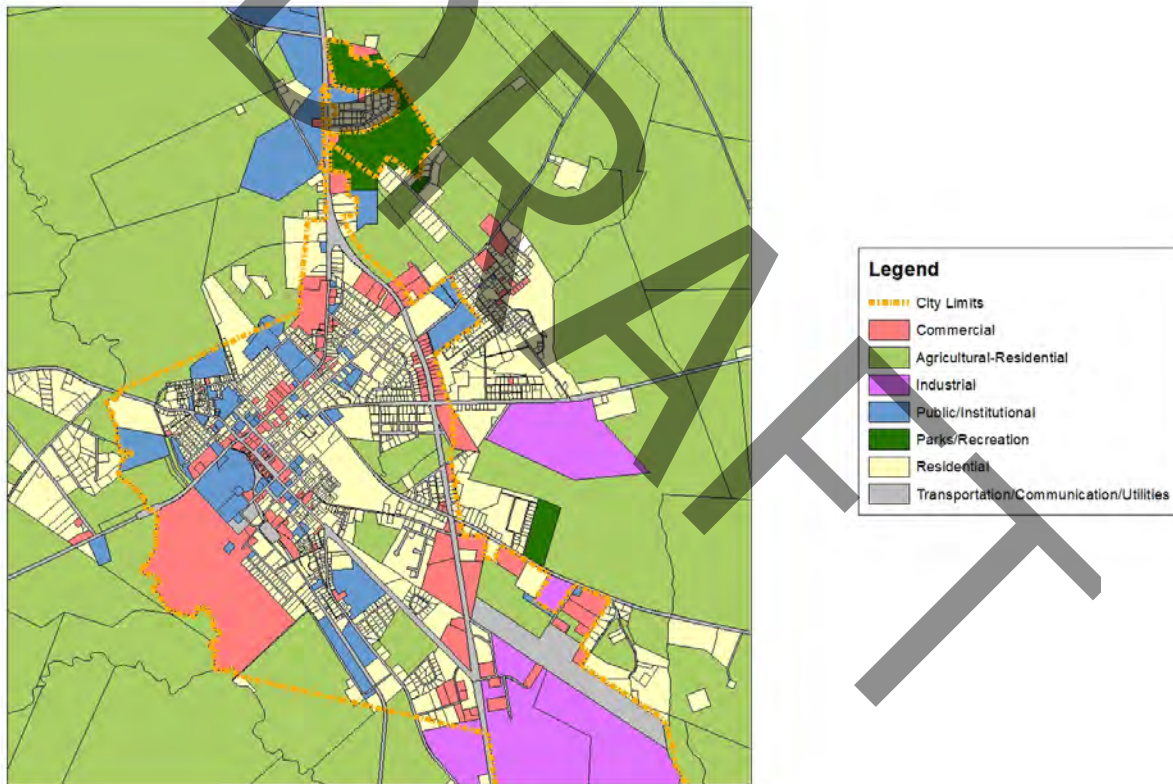 DRAFT
Legend
City Limits
Commercial
Agricultural-Residential
Industrial
Public/Institutional
Parks/Recreation
Residential
Transportation/Communication/Utilities